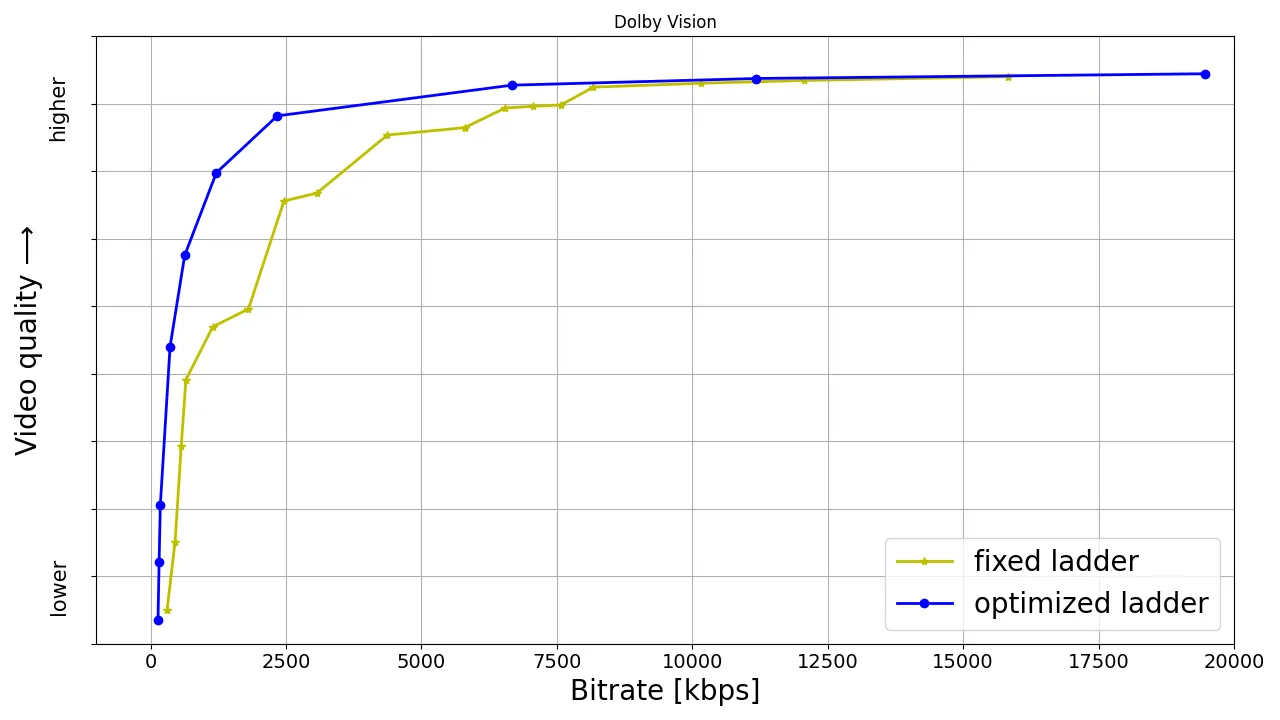 Dolby Vision
higher
Video quality ⟶
lower
fixed ladder
optimized ladder
0 2500 5000 7500 10000 12500 15000 17500 20000
Bitrate [kbps]